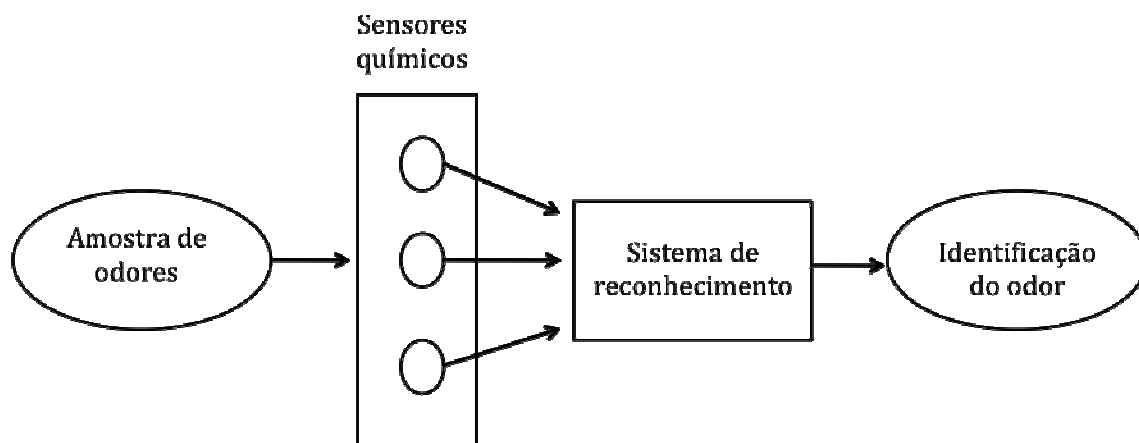 Sensores
químicos
Amostra de
odores
Sistema de
reconhecimento
Identificação
do odor